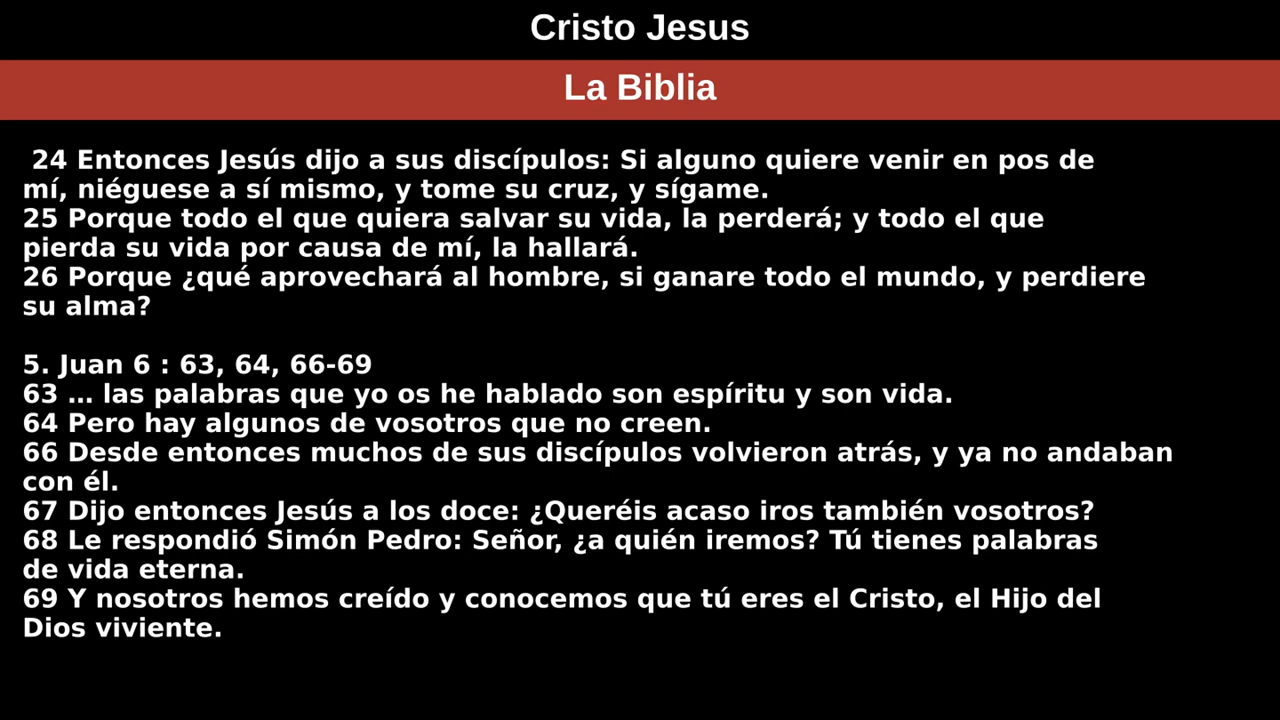 Cristo Jesus
La Biblia
24 Entonces Jesús dijo a sus discípulos: Si alguno quiere venir en pos de
mí, niéguese a sí mismo, y tome su cruz, y sígame.
25 Porque todo el que quiera salvar su vida, la perderá; y todo el que
pierda su vida por causa de mí, la hallará.
26 Porque ¿qué aprovechará al hombre, si ganare todo el mundo, y perdiere
su alma?
5. Juan 6 : 63, 64, 66-69
63 ... las palabras que yo os he hablado son espíritu y son vida.
64 Pero hay algunos de vosotros que no creen.
66 Desde entonces muchos de sus discípulos volvieron atrás, y ya no andaban
con él.
67 Dijo entonces Jesús a los doce: ¿Queréis acaso iros también vosotros?
68 Le respondió Simón Pedro: Señor, ¿a quién iremos? Tú tienes palabras
de vida eterna.
69 Y nosotros hemos creído y conocemos que tú eres el Cristo, el Hijo del
Dios viviente.